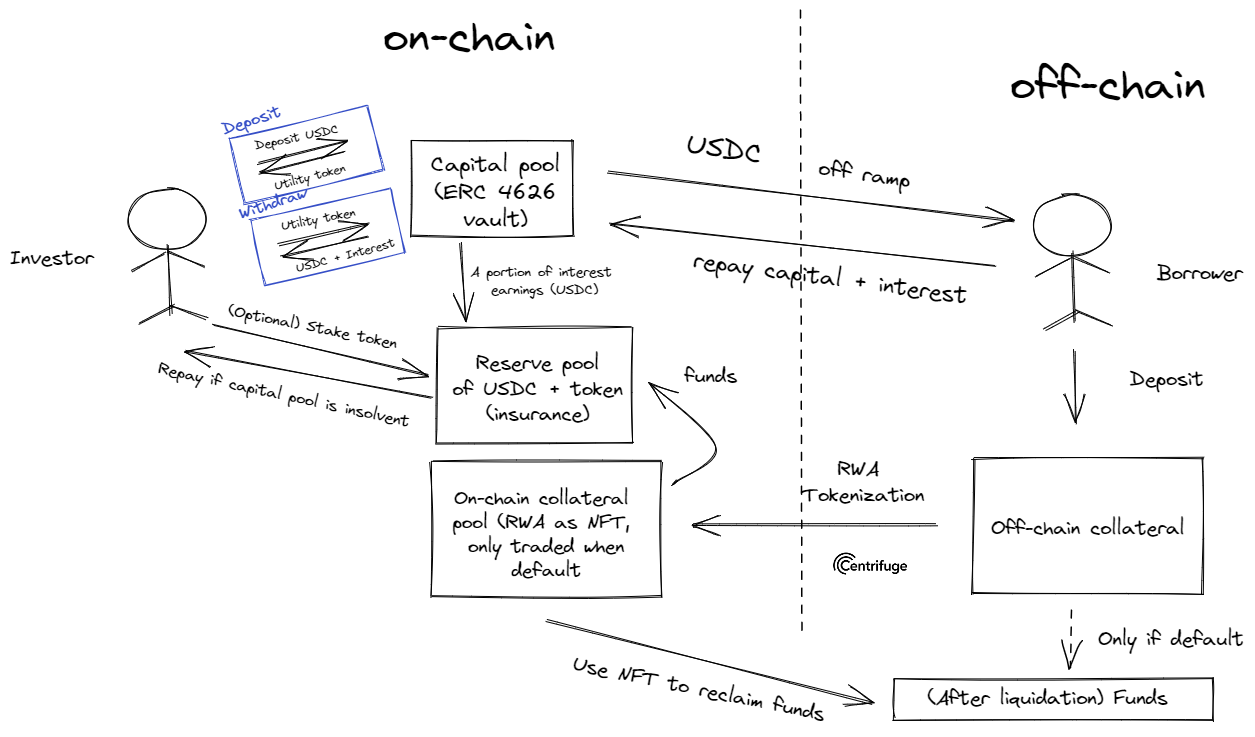 on-chain
off-chain
Deposit
Deposit USDC
Utility token
Withdraw
Utility token
USDC + Interest
Capital pool
(ERC 4626
vault)
USDC
off ramp
repay capital + interest
Investor
Borrower
A portion of interest
earnings (USDC)
(Optional) Stake token
Repay if capital pool is insolvent
Reserve pool
of USDC + token
(insurance)
funds
Deposit
On-chain collateral
pool (RWA as NFT,
only traded when
default
RWA
Tokenization
Centrifuge
Off-chain collateral
Only if default
Use NFT to reclaim funds
(After liquidation) Funds